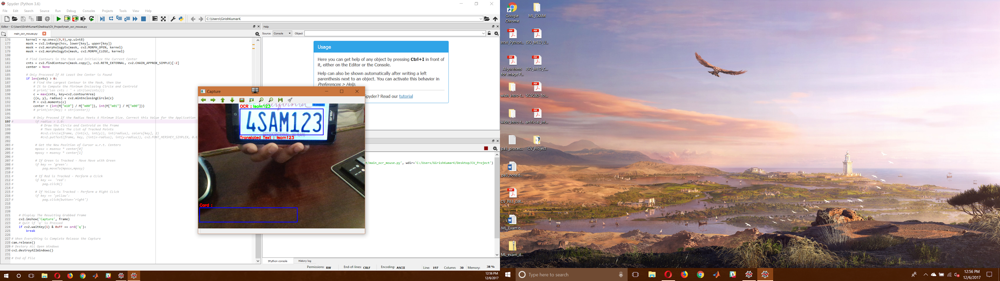 Spyder (Python 3.6)
File Edit Search Source Run Debug Consoles Projects Tools View Help
C:\Users\GirishKumarK
Editor - C:\Users\GirishKumarK\Desktop\CV_Project\main_ocr_mouse.py
main_ocr_mouse.py
176 kernel = np.ones((9,9),np.uint8)
177 mask = cv2.inRange(hsv, lower[key], upper[key])
178 mask = cv2.morphologyEx(mask, cv2.MORPH_OPEN, kernel)
179 mask = cv2.morphologyEx(mask, cv2.MORPH_CLOSE, kernel)
180
181 # Find Contours in the Mask and Initialize the Current Center
182 cnts = cv2.findContours(mask.copy(), cv2.RETR_EXTERNAL, cv2.CHAIN_APPROX_SIMPLE)[-2]
183 center = None
184
185 # Only Proceeed If At Least One Center is Found
186 if len(cnts) > 0:
187 # Find the Largest Contour in the Mask, then Use
188 # It to Compute the Minimum Enclosing Circle and Centroid
189 # print('len cnts : ' + str(len(cnts)))
190 c = max(cnts, key=cv2.contourArea)
191 ((x, y), radius) = cv2.minEnclosingCircle(c)
192 M = cv2.moments(c)
193 center = (int(M["m10"] / M["m00"]), int(M["m01"] / M["m00"]))
194 # print(str(key) + str(center))
195
196 # Only Proceed If the Radius Meets A Minimum Size. Correct this Value for the Application
197 # if radius > 1.0:
198 # Draw the Circle and Centroid on the Frame
199 # Then Update The List of Tracked Points
200 #cv2.circle(frame, (int(x), int(y)), int(radius), colors[key], 2)
201 #cv2.putText(frame, key, (int(x-radius), int(y-radius)), cv2.FONT_HERSHEY_SIMPLEX, 0.6,
202
203 # # Get the New Position of Cursor w.r.t. Centers
204 # mposx = msensx * center[0]
205 # mposy = msensy * center[1]
206 #
207 # # If Green is Tracked - Move Move with Green
208 # if key == 'green':
209 # pag.moveTo(mposx,mposy)
210 #
211 # # If Red is Tracked - Perform a CLick
212 # if key == 'red':
213 # pag.click()
214 #
215 # # If Yellow is Tracked - Perform a Right CLick
216 # if key == 'yellow':
217 # pag.click(button='right')
218
219
220
221 # Display The Resulting Grabbed Frame
222 cv2.imshow('Capture', frame)
223 # Quit if 'q' is Pressed
224 if cv2.waitKey(1) & 0xFF == ord('q'):
225 break
226
227 # When Everything is Complete Release the Capture
228 cam.release()
229 # Destory All Open Windows
230 cv2.destroyAllWindows()
231
232 # End of File
Help
Source Console Object
Usage
Here you can get help of any object by pressing Ctrl+I in front of
it, either on the Editor or the Console.
Help can also be shown automatically after writing a left
parenthesis next to an object. You can activate this behavior in
Preferences > Help.
Spyder? Read our tutorial
Capture
OCR : lsam123
California
4SAM123
SESQUICENTENNIAL 150 YEARS
Translated Text : lsam123
Card :
t/main_ocr_mouse.py', wdir='C:/Users/GirishKumarK/Desktop/CV_Project')
IPython console History log
Permissions: RW End-of-lines: CRLF Encoding: ASCII Line: 197 Column: 30 Memory: 38 %
12:56 PM
12/6/2017
Google Chrome
ML_EXAM
Intel_Python...
ISO_MED_U...
Algorithms for Image P...
ISO_MED_C...
wksh_intro-t...
SCSC80-Tol...
wksh_intro-t...
artificial_int...
pa3_proces...
CV_Project
pa3_note.d...
CV-PA3_GIR...
ML_Exam.d...
ML_exam_d...
Type here to search
12:56 PM
12/6/2017